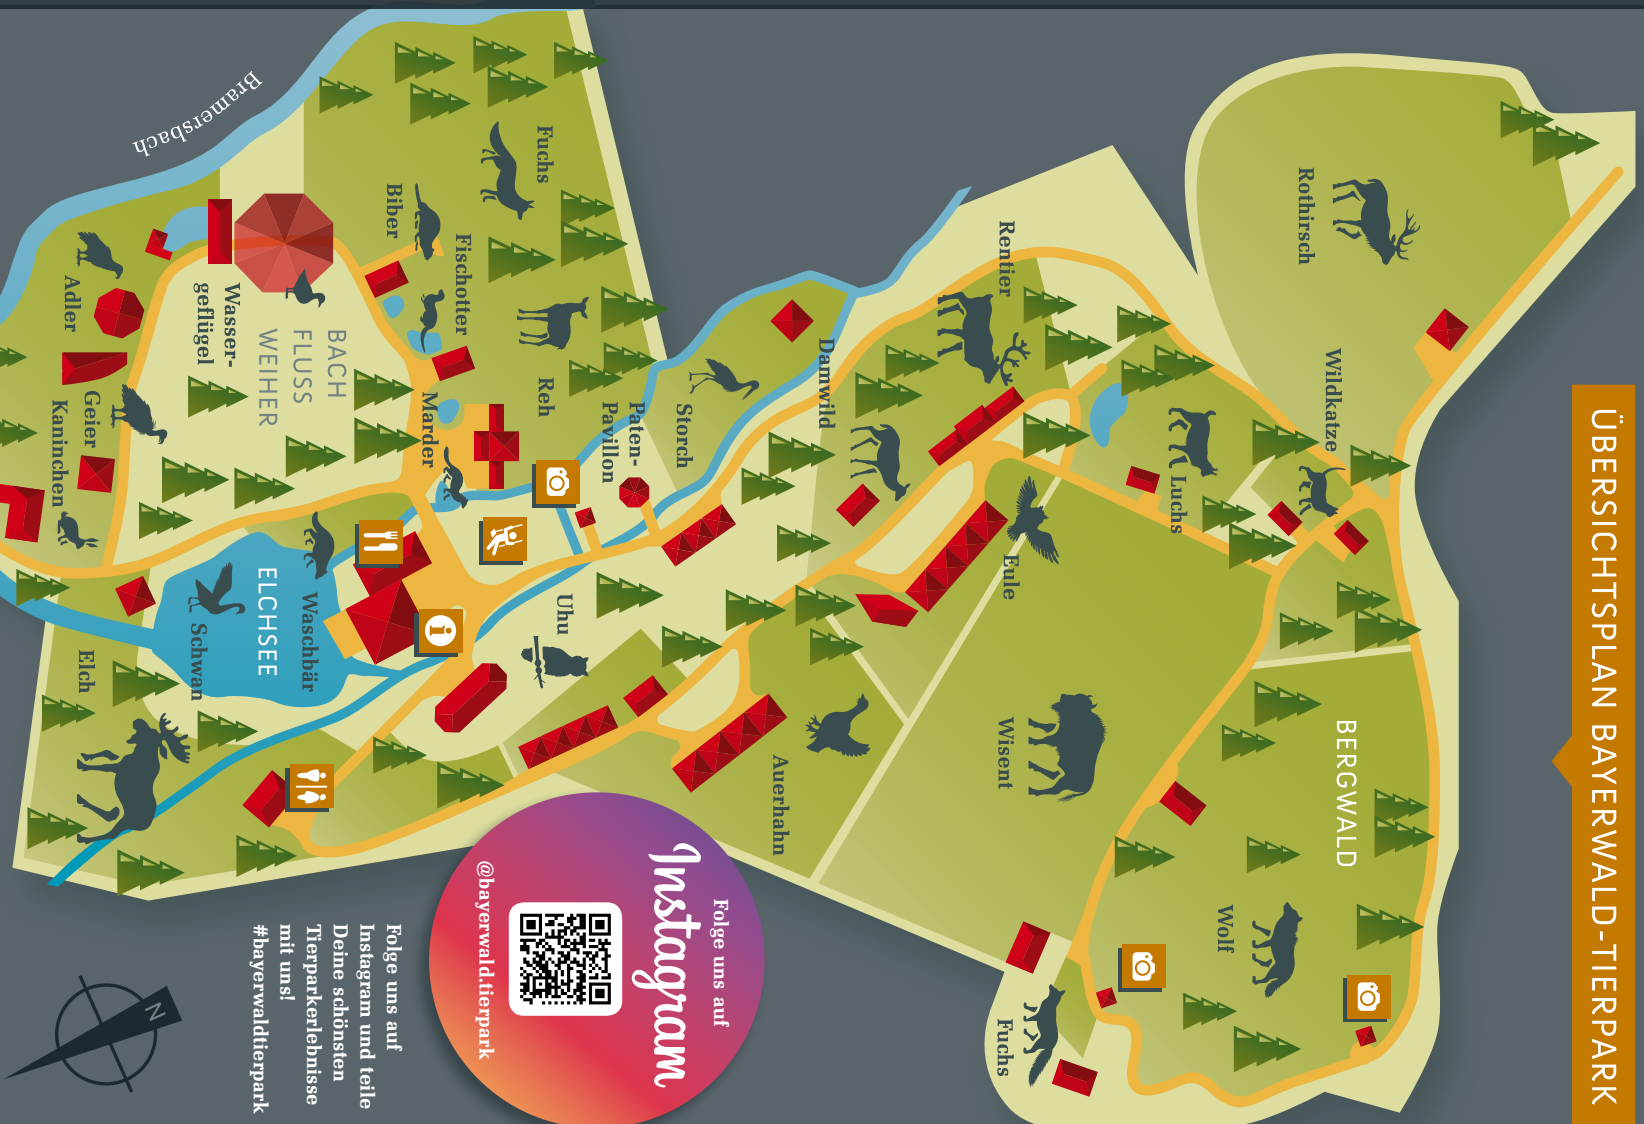 ÜBERSICHTSPLAN BAYERWALD-TIERPARK
Rothirsch
Wildkatze
BERGWALD
Wolf
Luchs
Rentier
Eule
Wisent
Fuchs
Damwild
Auerhahn
Storch
Paten-
Pavillon
Uhu
Fuchs
Reh
Fischotter
Biber
Marder
BACH
FLUSS
WEIHER
Wasser-
geflügel
Waschbär
ELCHSEE
Schwan
Bramersbach
Adler
Geier
Kaninchen
Elch
Folge uns auf
Instagram
@bayerwald.tierpark
Folge uns auf
Instagram und teile
Deine schönsten
Tierparkerlebnisse
mit uns!
#bayerwaldtierpark
N